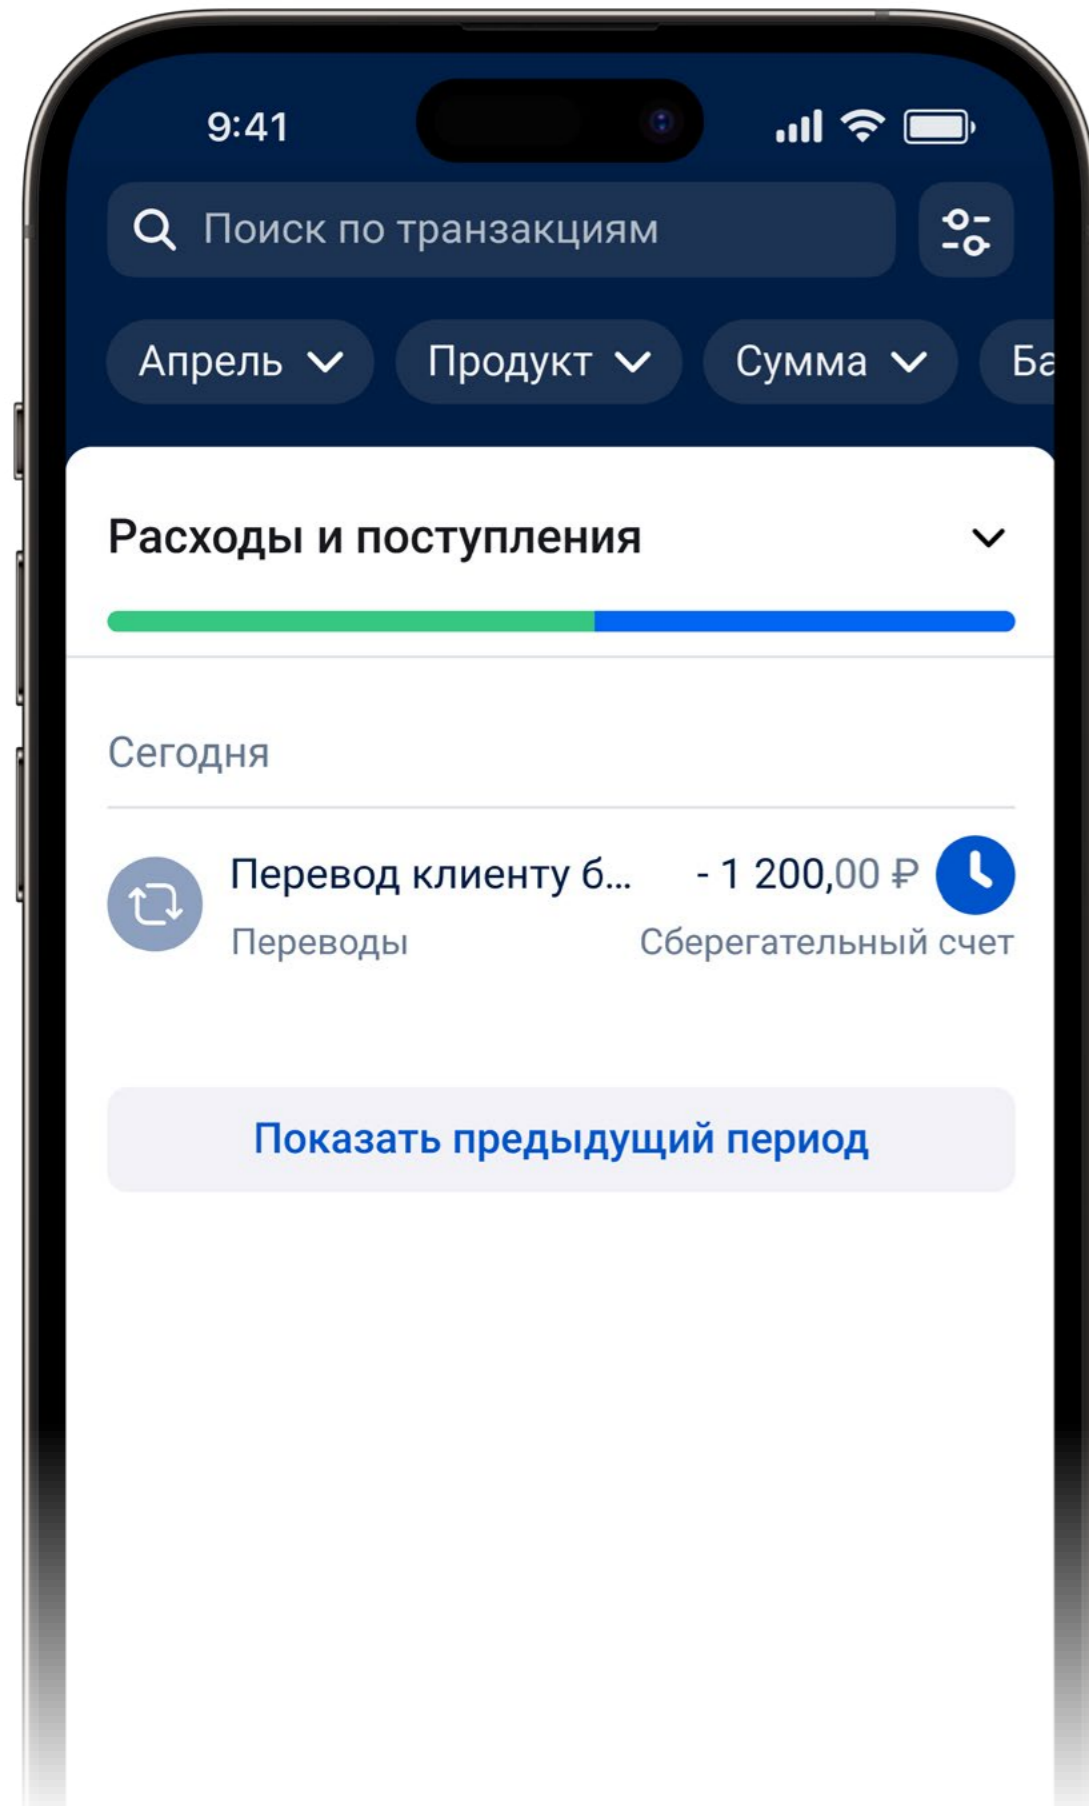 9:41
Поиск по транзакциям
Апрель Продукт Сумма Ба
Расходы и поступления
Сегодня
Перевод клиенту б... - 1 200,00 ₽
Переводы Сберегательный счет
Показать предыдущий период